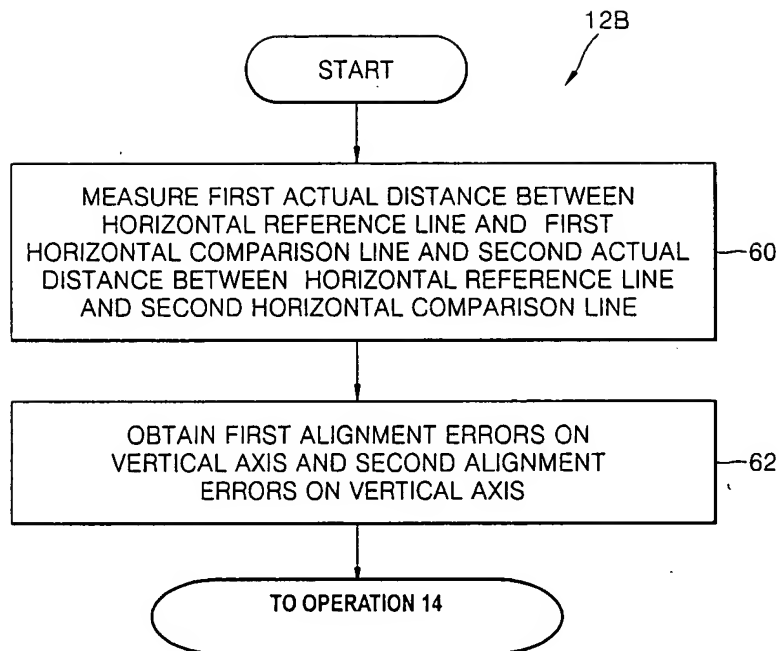 12B
START
MEASURE FIRST ACTUAL DISTANCE BETWEEN
HORIZONTAL REFERENCE LINE AND FIRST
HORIZONTAL COMPARISON LINE AND SECOND ACTUAL
DISTANCE BETWEEN HORIZONTAL REFERENCE LINE
AND SECOND HORIZONTAL COMPARISON LINE
60
OBTAIN FIRST ALIGNMENT ERRORS ON
VERTICAL AXIS AND SECOND ALIGNMENT
ERRORS ON VERTICAL AXIS
62
TO OPERATION 14